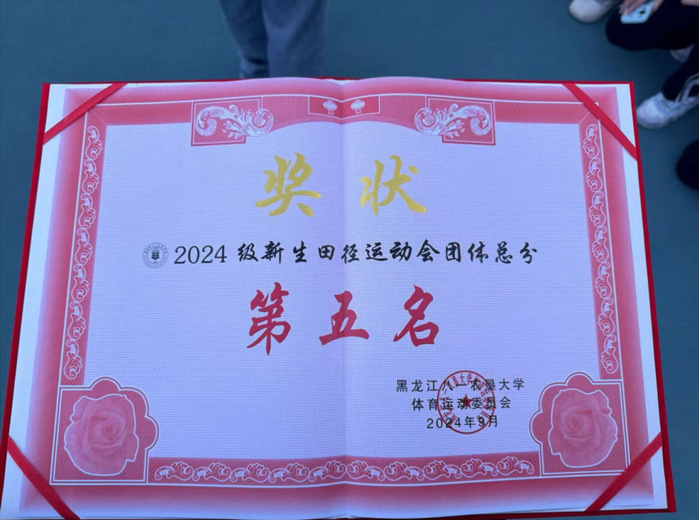 奖状
2024级新生田径运动会团体总分
第五名
黑龙江八一农垦大学
体育运动委员会
2024年9月